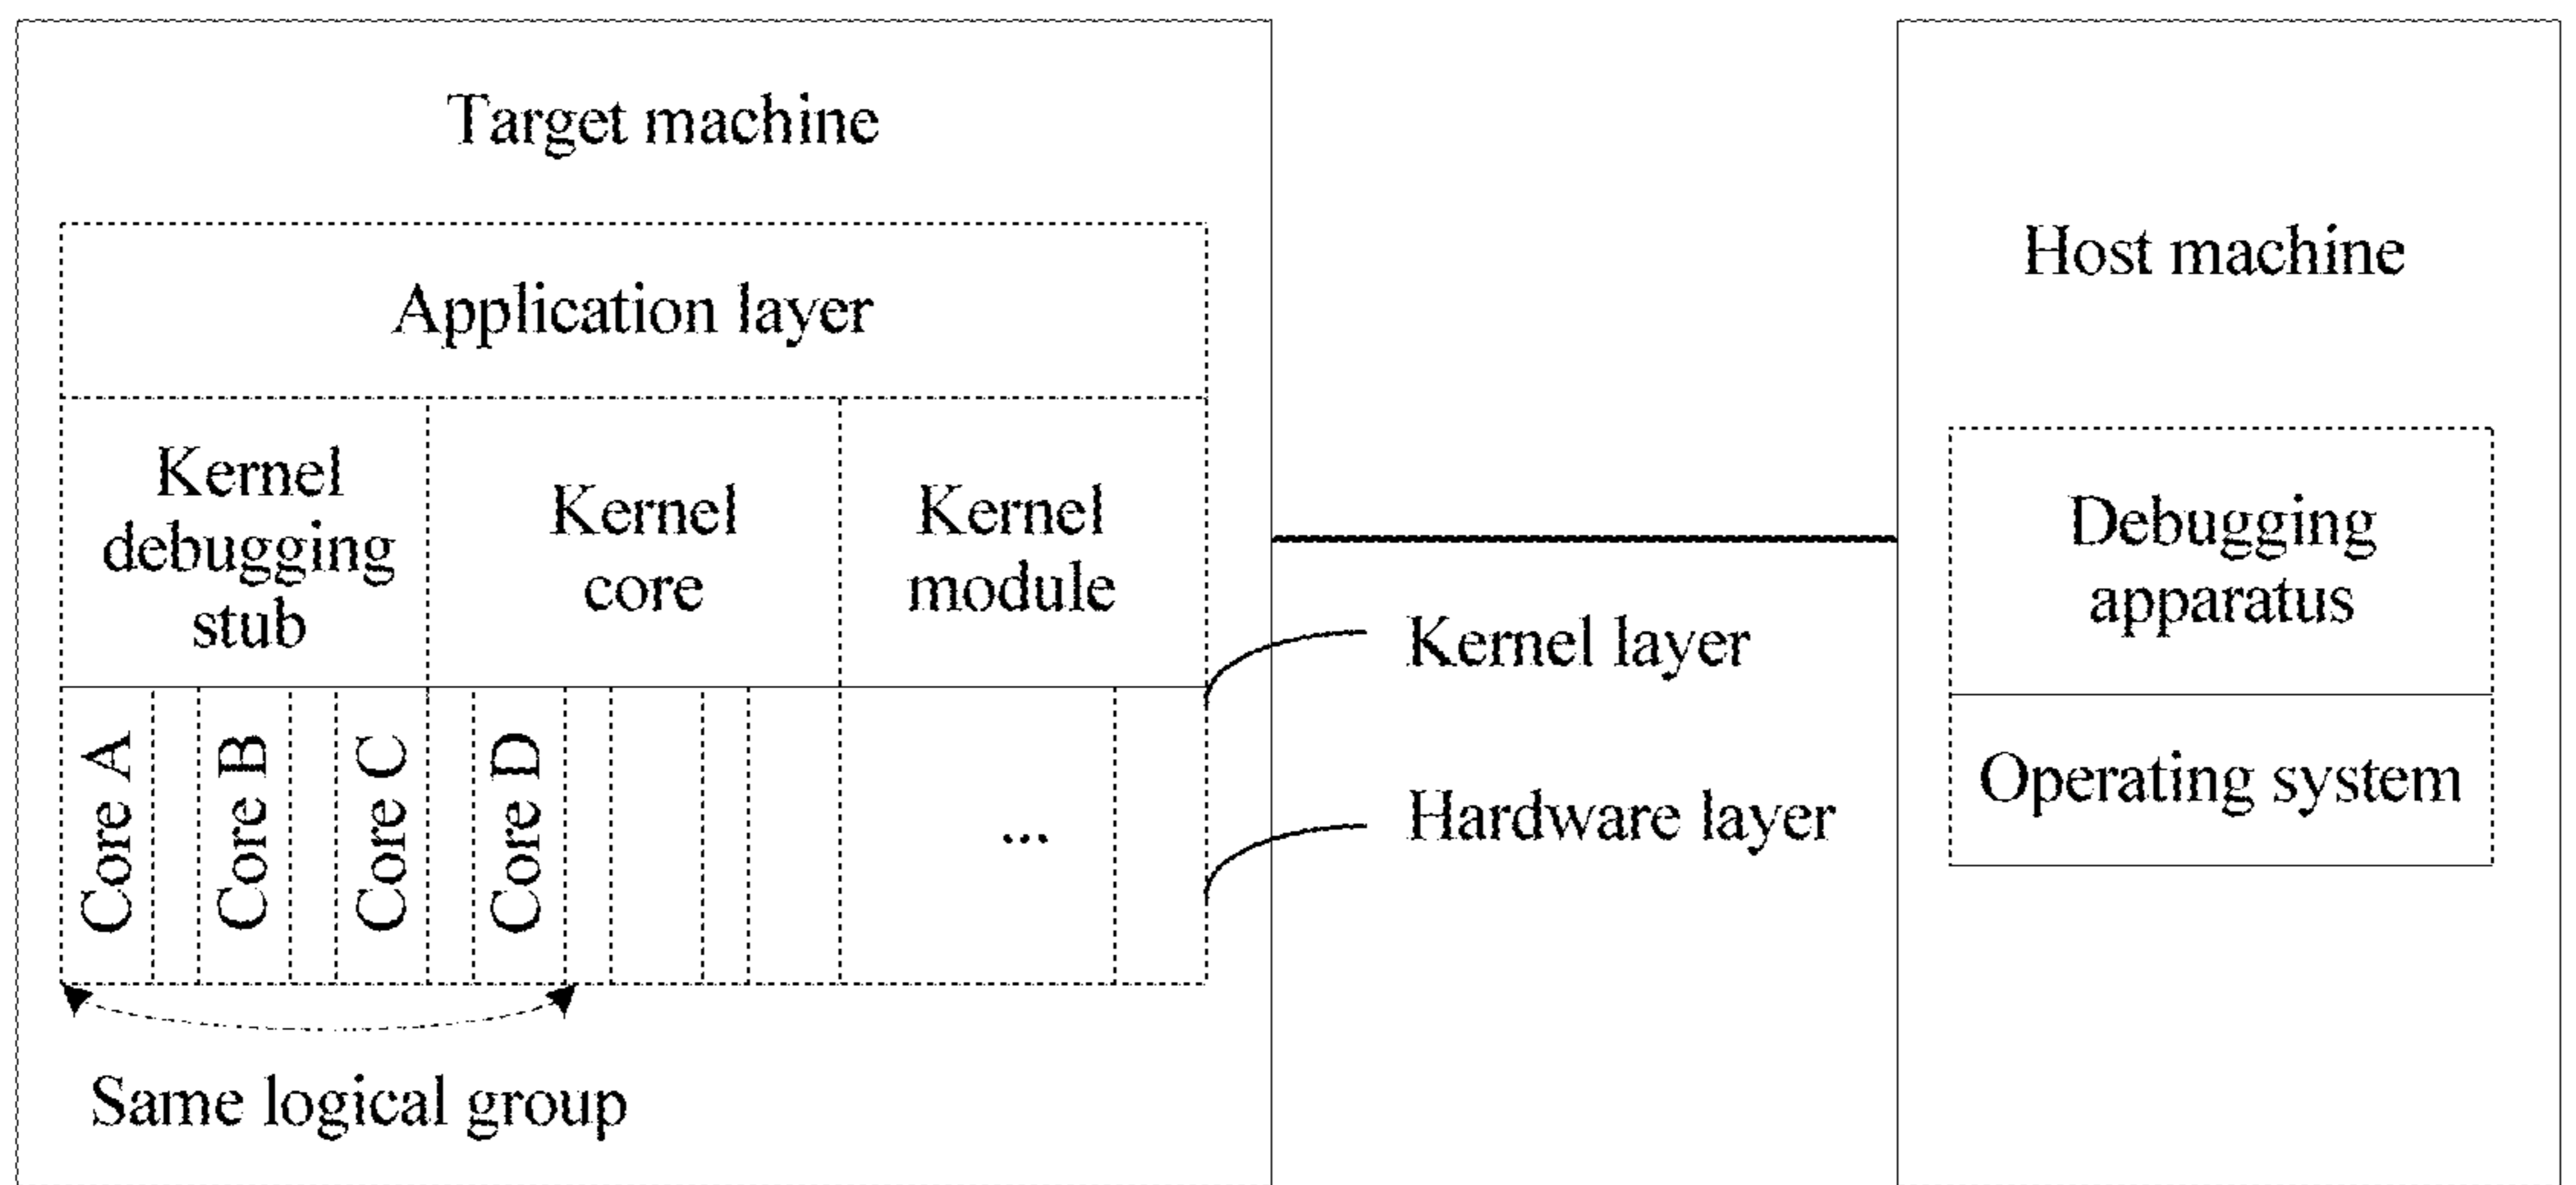 Target machine
Application layer
Kernel
debugging
stub
Kernel
core
Kernel
module
Core A
Core B
Core C
Core D
...
Same logical group
Kernel layer
Hardware layer
Host machine
Debugging
apparatus
Operating system